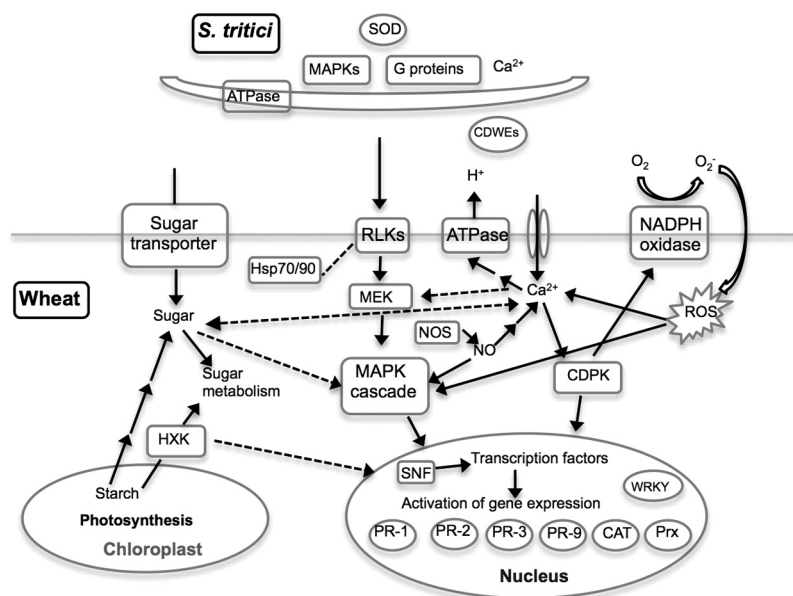 S. tritici
SOD
MAPKs
G proteins
Ca²⁺
ATPase
CDWEs
H⁺
O₂
O₂⁻
Sugar
transporter
RLKs
ATPase
NADPH
oxidase
Hsp70/90
Wheat
MEK
Ca²⁺
ROS
Sugar
NOS
NO
Sugar
metabolism
MAPK
cascade
CDPK
HXK
SNF
Transcription factors
WRKY
Starch
Activation of gene expression
Photosynthesis
Chloroplast
PR-1
PR-2
PR-3
PR-9
CAT
Prx
Nucleus